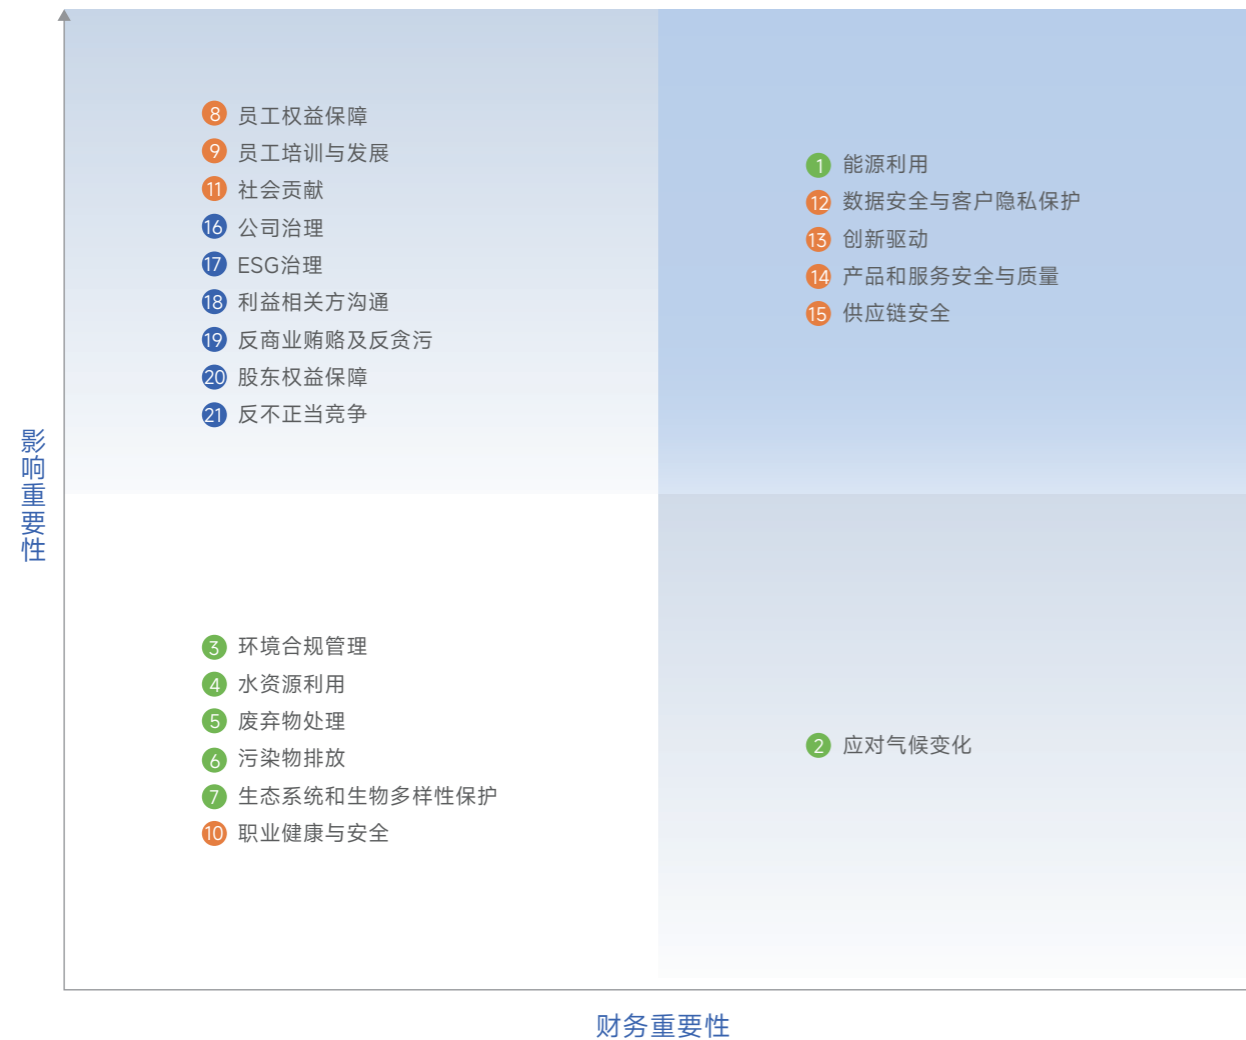 8 员工权益保障
9 员工培训与发展
11 社会贡献
16 公司治理
17 ESG治理
18 利益相关方沟通
19 反商业贿赂及反贪污
20 股东权益保障
21 反不正当竞争
1 能源利用
12 数据安全与客户隐私保护
13 创新驱动
14 产品和服务安全与质量
15 供应链安全
影响重要性
3 环境合规管理
4 水资源利用
5 废弃物处理
6 污染物排放
7 生态系统和生物多样性保护
10 职业健康与安全
2 应对气候变化
财务重要性